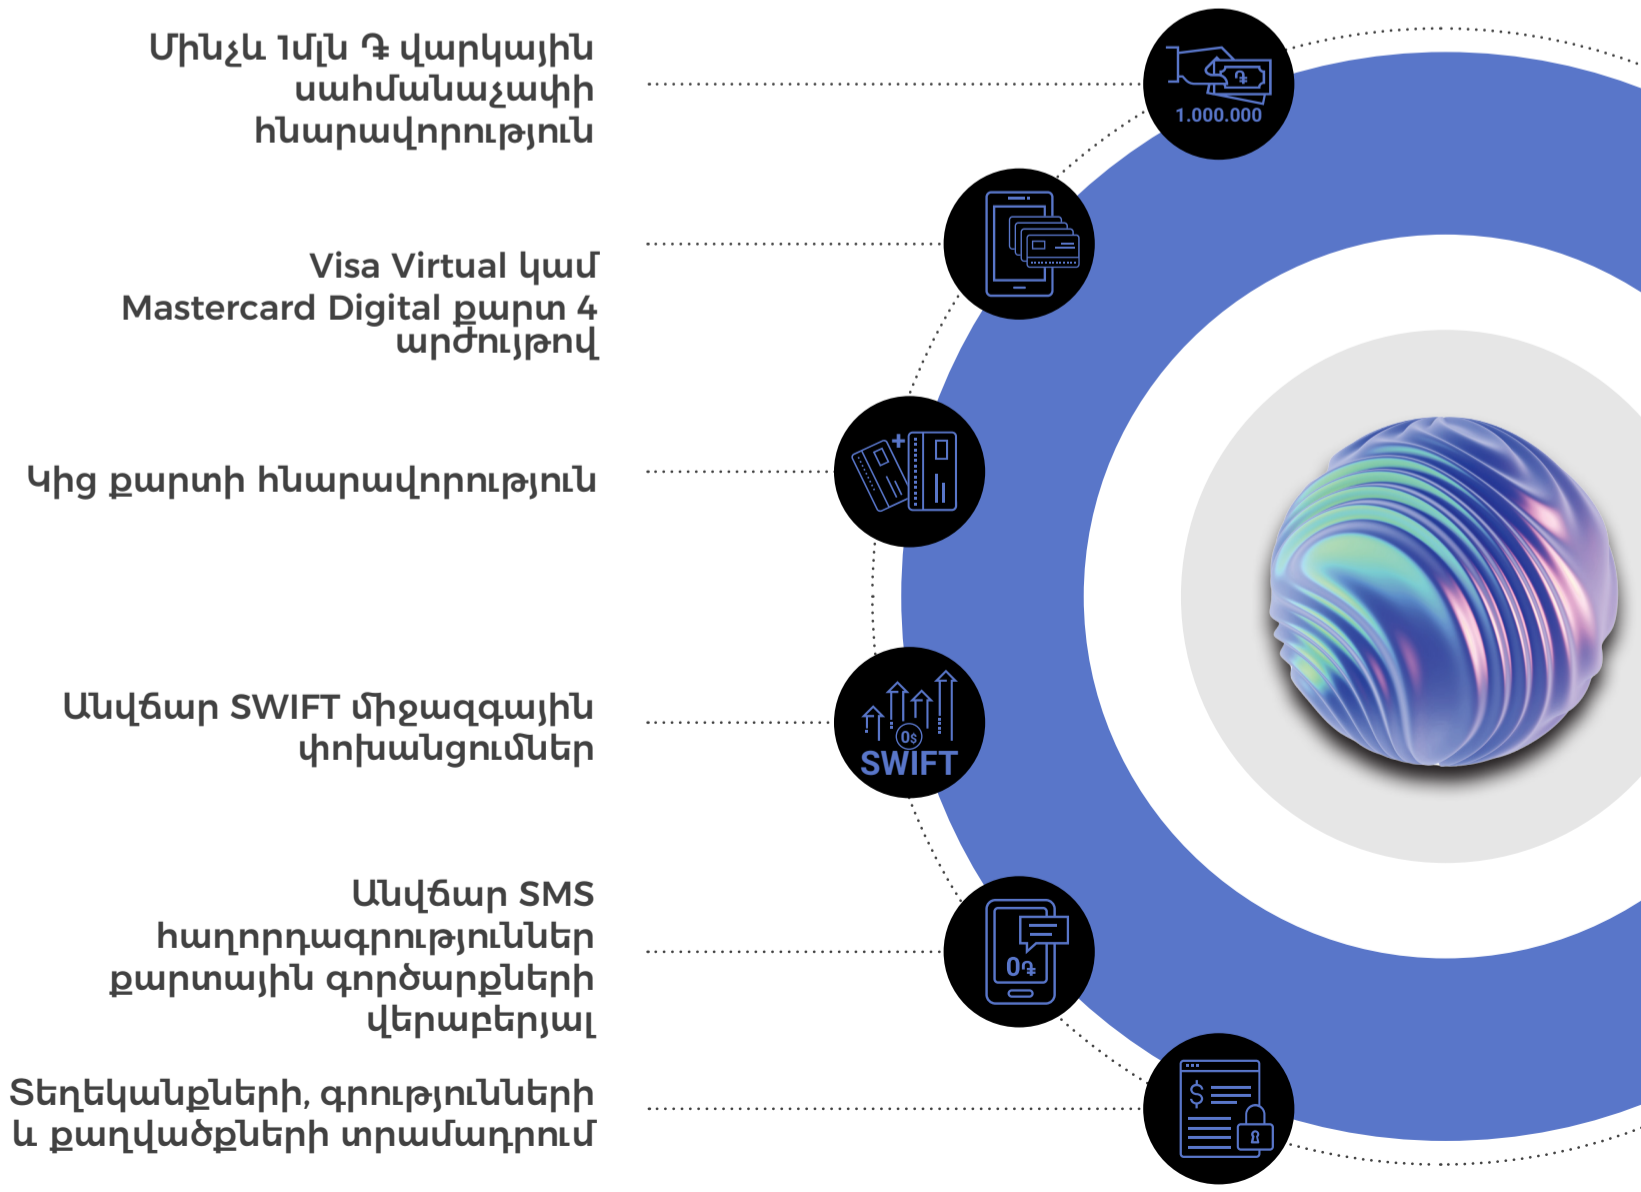 Մինչև 1մլն ֏ վարկային
սահմանաչափի
հնարավորություն
1.000.000
Visa Virtual կամ
Mastercard Digital քարտ 4
արժույթով
Կից քարտի հնարավորություն
Անվճար SWIFT միջազգային
փոխանցումներ
0$
SWIFT
Անվճար SMS
հաղորդագրություններ
քարտային գործարքների
վերաբերյալ
0֏
Տեղեկանքների, գրությունների
և քաղվածքների տրամադրում